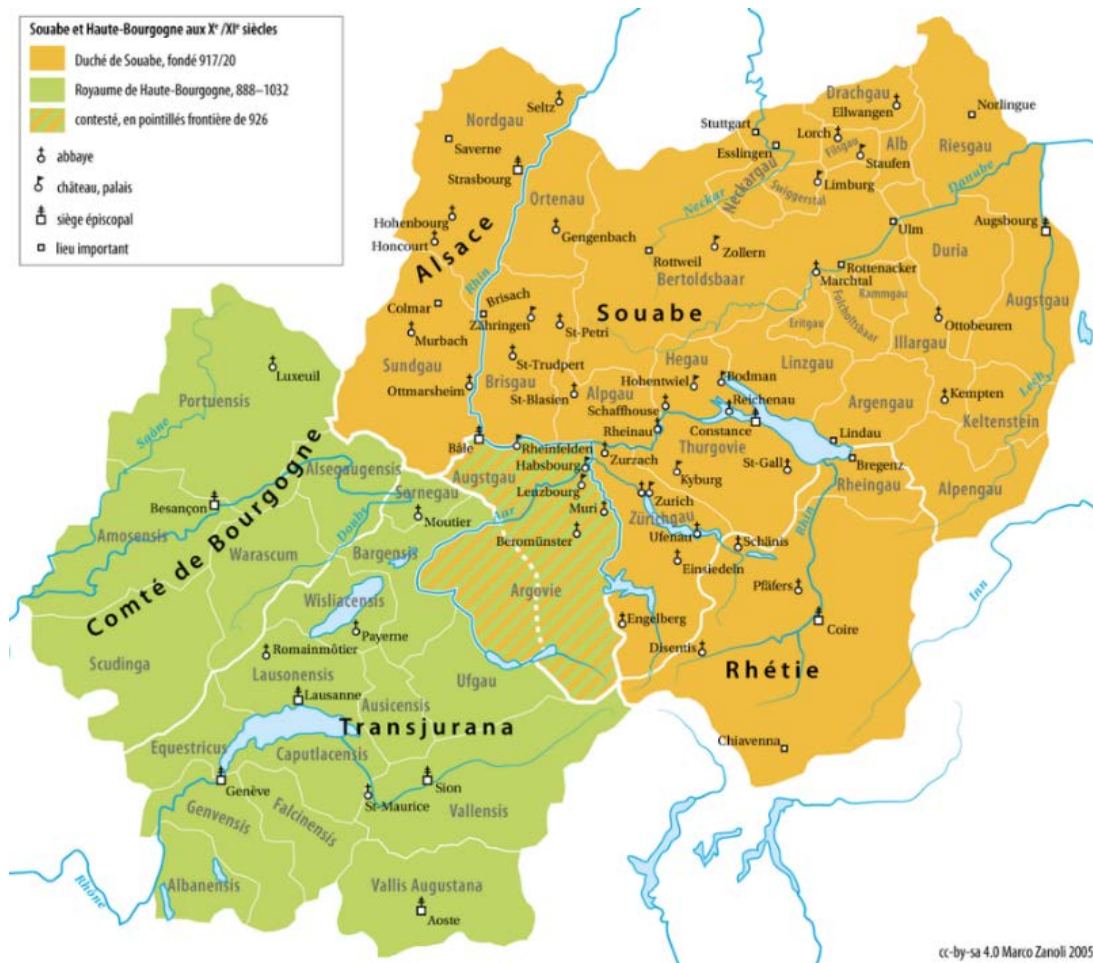 Souabe et Haute-Bourgogne aux Xe /XIe siècles
Duché de Souabe, fondé 917/20
Royaume de Haute-Bourgogne, 888–1032
contesté, en pointillés frontière de 926
abbaye
château, palais
siège épiscopal
lieu important
Seltz
Nordgau
Saverne
Strasbourg
Ortenau
Hohenbourg
Honcourt
Gengenbach
Alsace
Rhin
Colmar
Brisach
Zähringen
Murbach
St-Petri
Sundgau
St-Trudpert
Ottmarsheim
Brisgau
St-Blasien
Alpgau
Drachgau
Ellwangen
Norlingue
Stuttgart
Lorch
Filsgau
Alb
Riesgau
Esslingen
Staufen
Neckargau
Swiggerstal
Limburg
Danube
Neckar
Ulm
Augsbourg
Zollern
Rottweil
Bertoldsbaar
Rottenacker
Marchtal
Duria
Rammgau
Folcholtsbaar
Augstgau
Souabe
Eritgau
Illargau
Ottobeuren
Hegau
Linzgau
Hohentwiel
Bodman
Lech
Schaffhouse
Reichenau
Argengau
Kempten
Keltenstein
Rheinau
Constance
Lindau
Thurgovie
Bregenz
St-Gall
Rheingau
Alpengau
Bâle
Rheinfelden
Habsbourg
Zurzach
Augstgau
Lenzbourg
Kyburg
Zurich
Muri
Zürichgau
Rhin
Aar
Beromünster
Ufenau
Schänis
Einsiedeln
Pfäfers
Inn
Argovie
Engelberg
Disentis
Coire
Rhétie
Chiavenna
Luxeuil
Portuensis
Saône
Alsegaugensis
Sornegau
Besançon
Moutier
Doubs
Amosensis
Warascum
Bargensis
Comté de Bourgogne
Wisliacensis
Payerne
Romainmôtier
Scudinga
Lausonensis
Ufgau
Lausanne
Ausicensis
Transjurana
Equestricus
Caputlacensis
Genève
Sion
St-Maurice
Genvensis
Falcinensis
Vallensis
Rhône
Albanensis
Vallis Augustana
Aoste
cc-by-sa 4.0 Marco Zanoli 2005